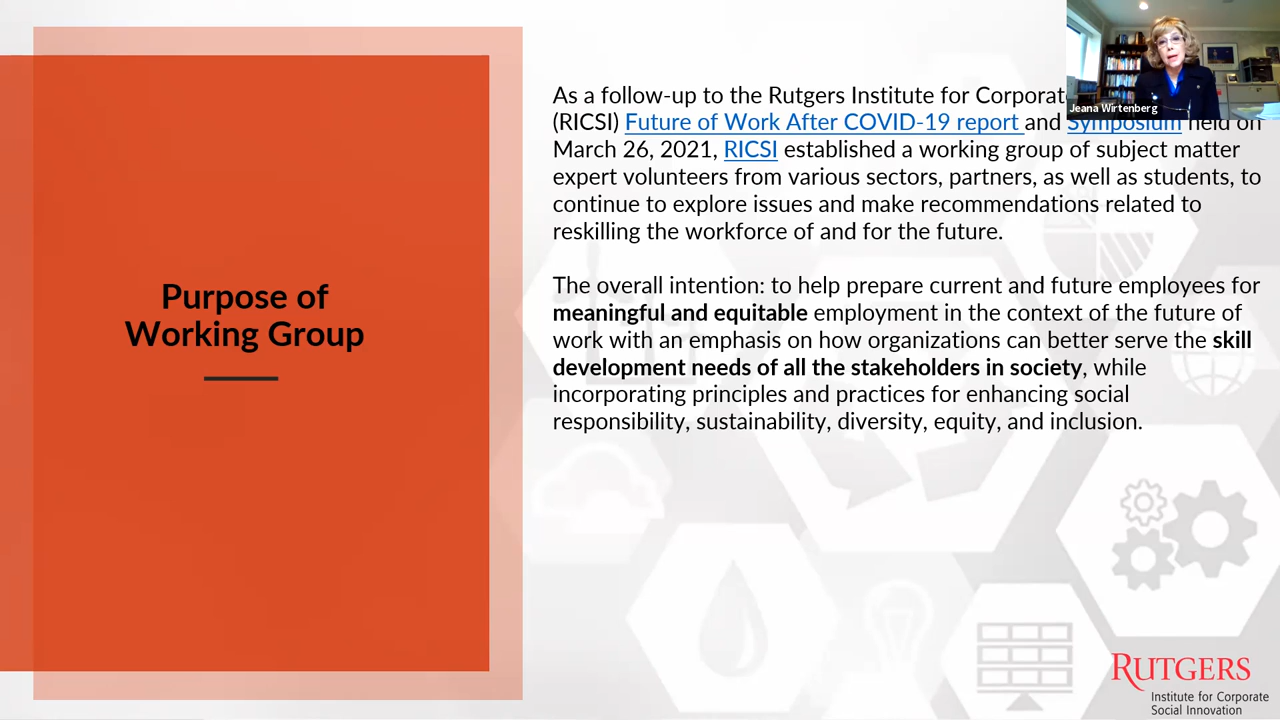 Purpose of
Working Group
As a follow-up to the Rutgers Institute for Corporat
(RICSI) Future of Work After COVID-19 report and Symposium held on
March 26, 2021, RICSI established a working group of subject matter
expert volunteers from various sectors, partners, as well as students, to
continue to explore issues and make recommendations related to
reskilling the workforce of and for the future.
The overall intention: to help prepare current and future employees for
meaningful and equitable employment in the context of the future of
work with an emphasis on how organizations can better serve the skill
development needs of all the stakeholders in society, while
incorporating principles and practices for enhancing social
responsibility, sustainability, diversity, equity, and inclusion.
Jeana Wirtenberg
RUTGERS
Institute for Corporate
Social Innovation